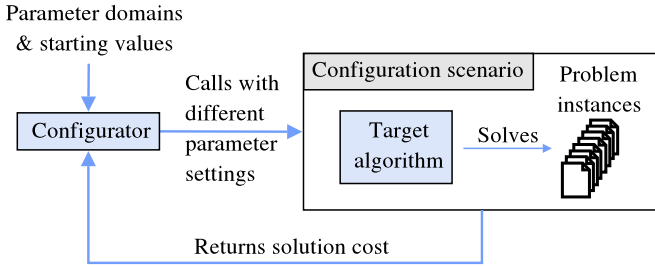 Parameter domains
& starting values
Configurator
Calls with
different
parameter
settings
Configuration scenario
Target
algorithm
Solves
Problem
instances
Returns solution cost